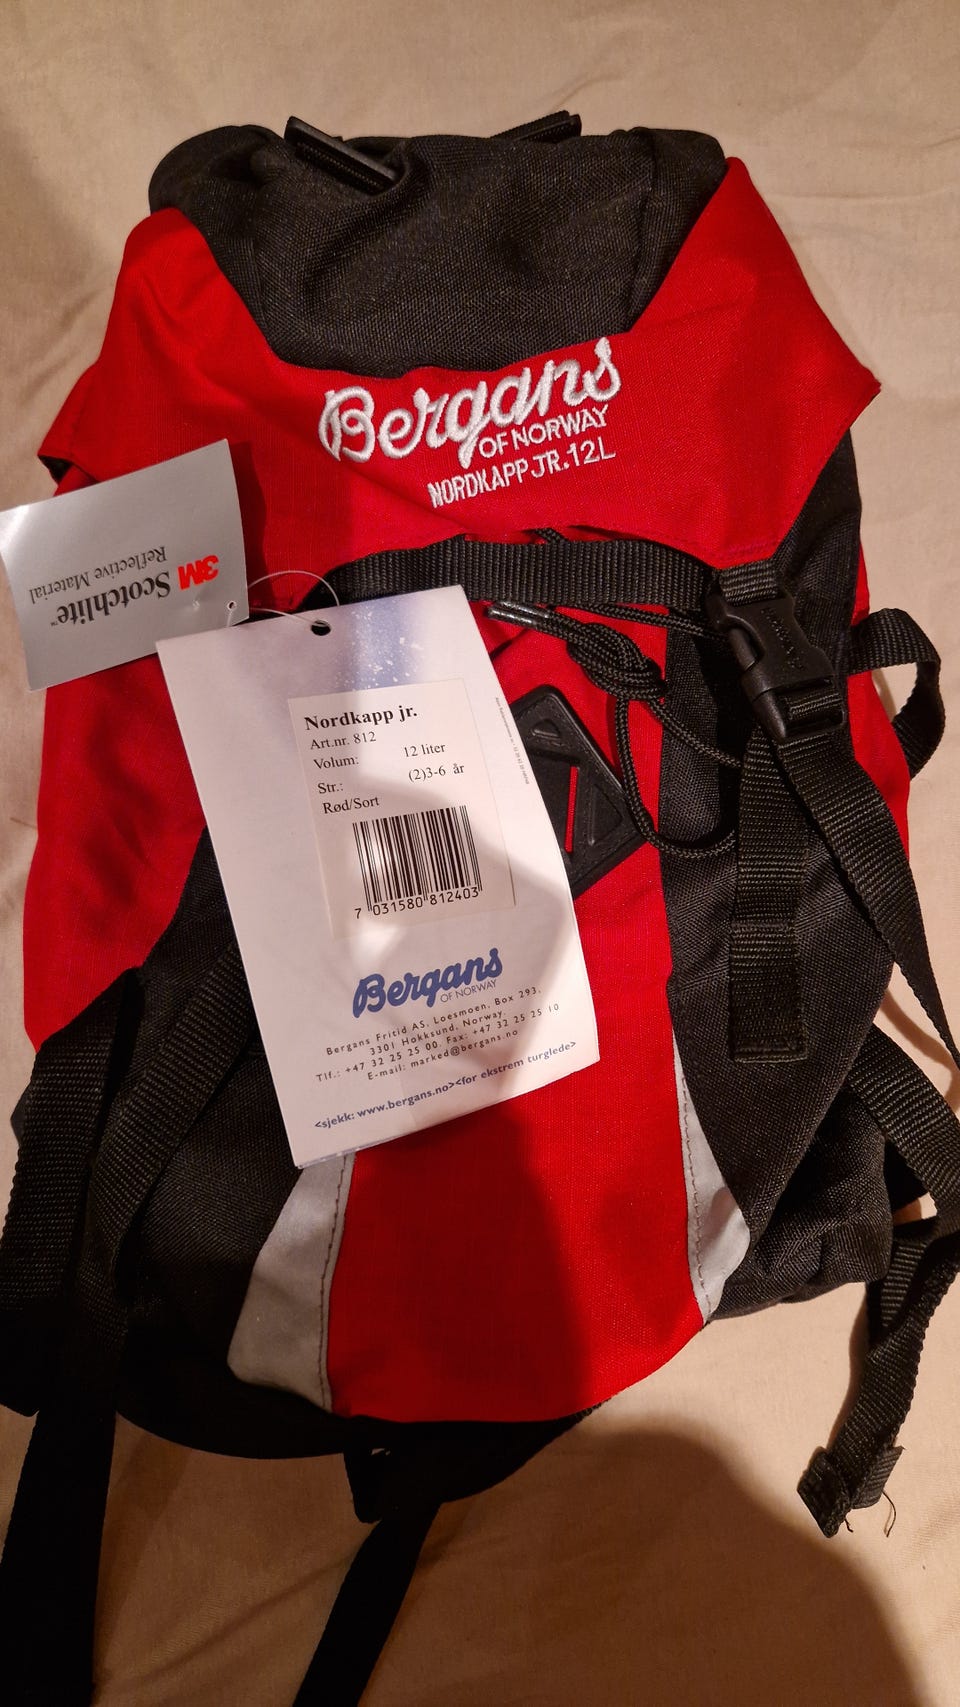 Bergans
OF NORWAY
NORDKAPP JR.12L
3M Scotchlite™
Reflective Material
Nordkapp jr.
Art.nr. 812
Volum: 12 liter
Str.: (2)3-6 år
Rød/Sort
7 031580 812403
Bergans
OF NORWAY
Bergans Fritid AS, Loesmoen, Box 293,
3301 Hokksund, Norway.
Tlf.: +47 32 25 25 00. Fax: +47 32 25 25 10
E-mail: marked@bergans.no
<sjekk: www.bergans.no><for ekstrem turglede>